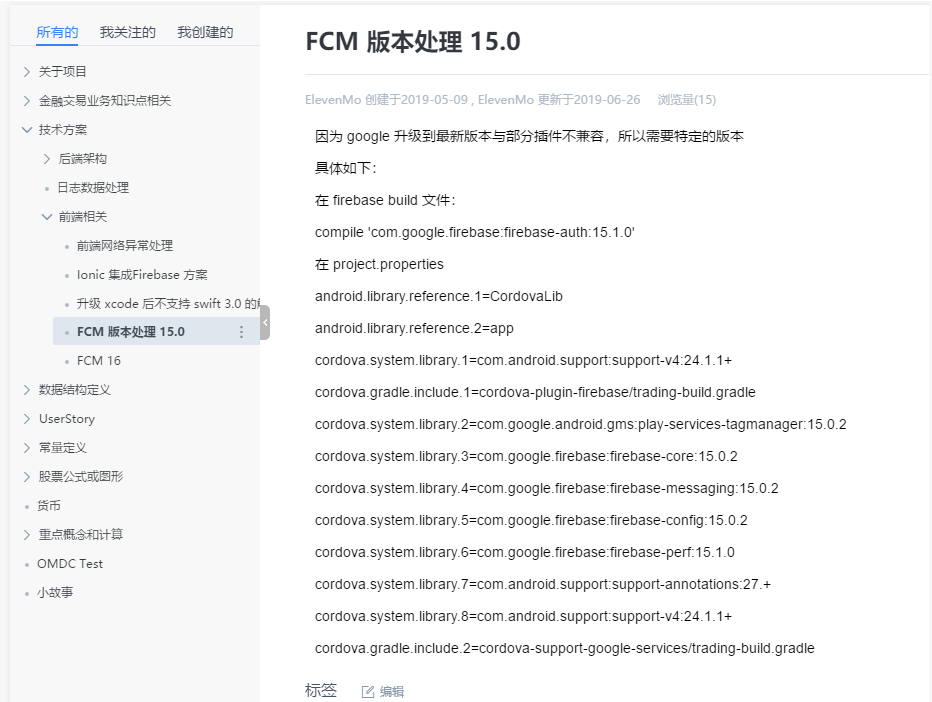 所有的 我关注的 我创建的
关于项目
金融交易业务知识点相关
技术方案
后端架构
日志数据处理
前端相关
前端网络异常处理
Ionic 集成Firebase 方案
升级 xcode 后不支持 swift 3.0 的
FCM 版本处理 15.0
FCM 16
数据结构定义
UserStory
常量定义
股票公式或图形
货币
重点概念和计算
OMDC Test
小故事
FCM 版本处理 15.0
ElevenMo 创建于2019-05-09 , ElevenMo 更新于2019-06-26 浏览量(15)
因为 google 升级到最新版本与部分插件不兼容，所以需要特定的版本
具体如下：
在 firebase build 文件：
compile 'com.google.firebase:firebase-auth:15.1.0'
在 project.properties
android.library.reference.1=CordovaLib
android.library.reference.2=app
cordova.system.library.1=com.android.support:support-v4:24.1.1+
cordova.gradle.include.1=cordova-plugin-firebase/trading-build.gradle
cordova.system.library.2=com.google.android.gms:play-services-tagmanager:15.0.2
cordova.system.library.3=com.google.firebase:firebase-core:15.0.2
cordova.system.library.4=com.google.firebase:firebase-messaging:15.0.2
cordova.system.library.5=com.google.firebase:firebase-config:15.0.2
cordova.system.library.6=com.google.firebase:firebase-perf:15.1.0
cordova.system.library.7=com.android.support:support-annotations:27.+
cordova.system.library.8=com.android.support:support-v4:24.1.1+
cordova.gradle.include.2=cordova-support-google-services/trading-build.gradle
标签 编辑